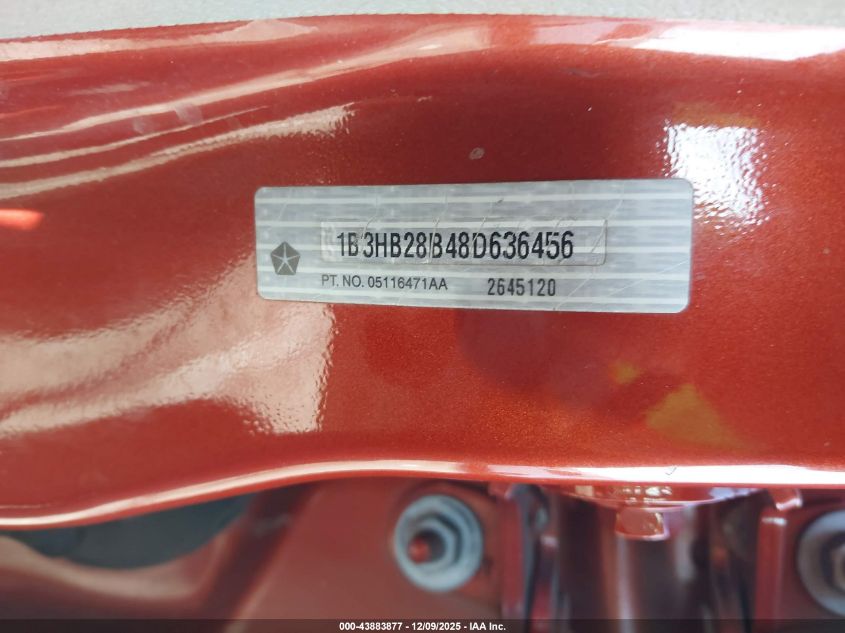 1B3HB28B48D636456
PT. NO. 05116471AA 2645120
000-43883877 - 12/09/2025 - IAA Inc.